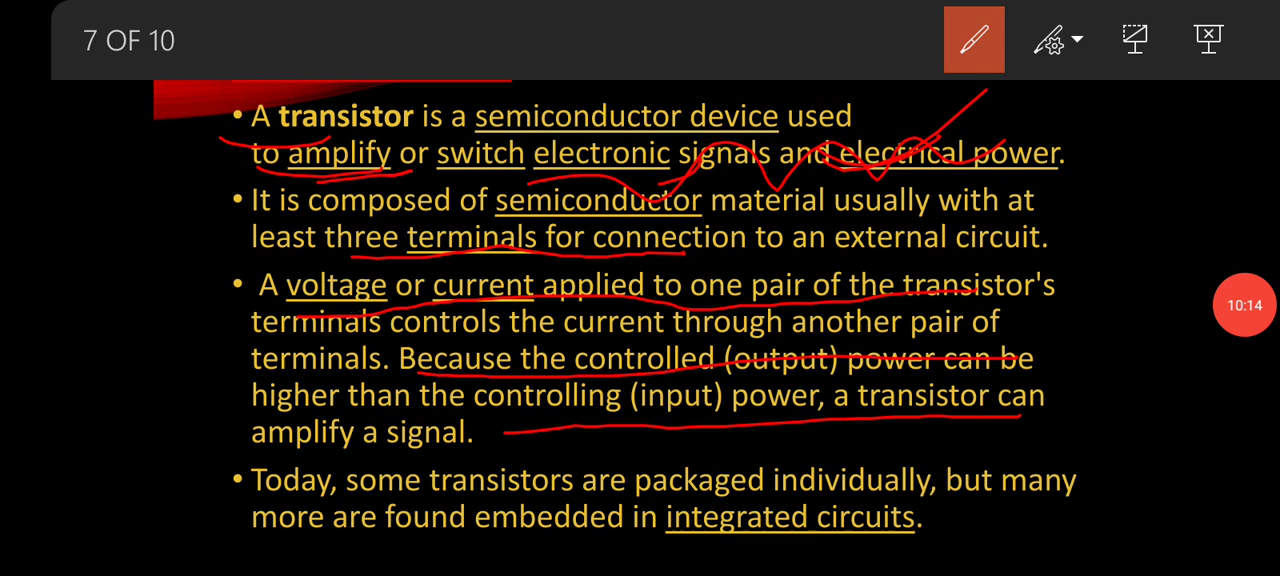 7 OF 10
• A transistor is a semiconductor device used
to amplify or switch electronic signals and electrical power.
• It is composed of semiconductor material usually with at
least three terminals for connection to an external circuit.
• A voltage or current applied to one pair of the transistor's
terminals controls the current through another pair of
terminals. Because the controlled (output) power can be
higher than the controlling (input) power, a transistor can
amplify a signal.
• Today, some transistors are packaged individually, but many
more are found embedded in integrated circuits.
10:14